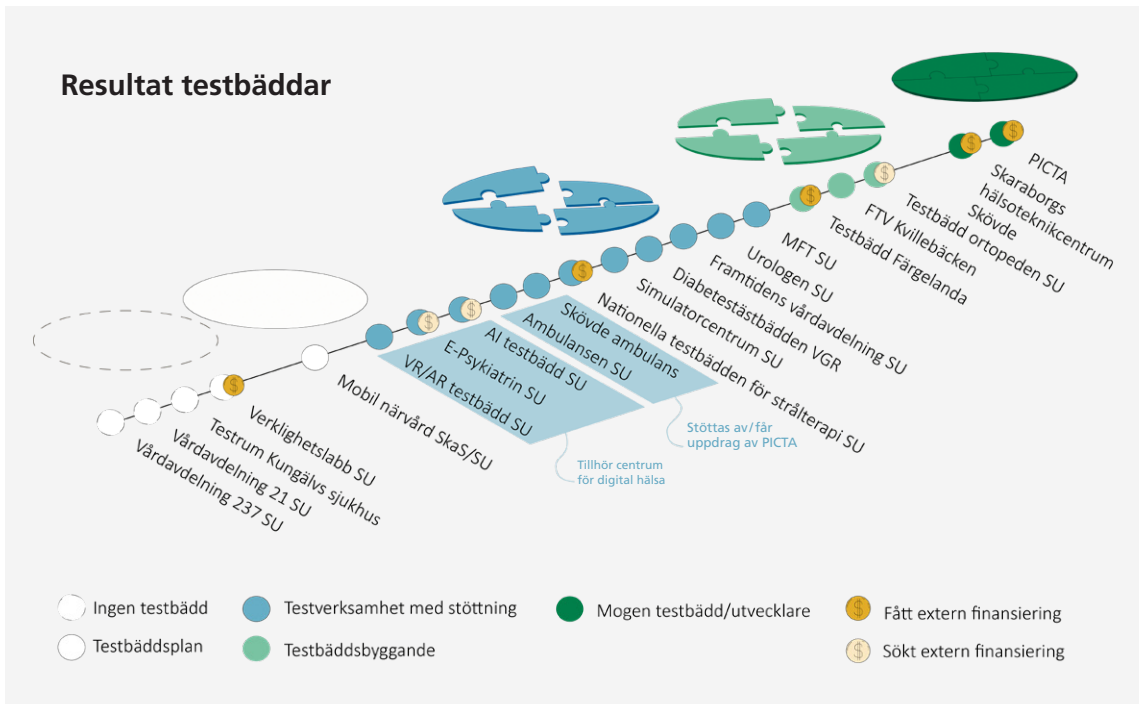 Resultat testbäddar
Vårdavdelning 237 SU
Vårdavdelning 21 SU
Testrum Kungälvs sjukhus
Verklighetslabb SU
Mobil närvård SkaS/SU
VR/AR testbädd SU
E-Psykiatrin SU
AI testbädd SU
Ambulansen SU
Skövde ambulans
Nationella testbädden för strålterapi SU
Simulatorcentrum SU
Diabetestästbädden VGR
Framtidens vårdavdelning SU
Urologen SU
MFT SU
Testbädd Färgelanda
FTV Kvillebäcken
Testbädd ortopeden SU
Skaraborgs
hälsoteknikcentrum
Skövde
PICTA
Tillhör centrum
för digital hälsa
Stöttas av/får
uppdrag av PICTA
Ingen testbädd
Testbäddsplan
Testverksamhet med stöttning
Testbäddsbyggande
Mogen testbädd/utvecklare
$ Fått extern finansiering
$ Sökt extern finansiering